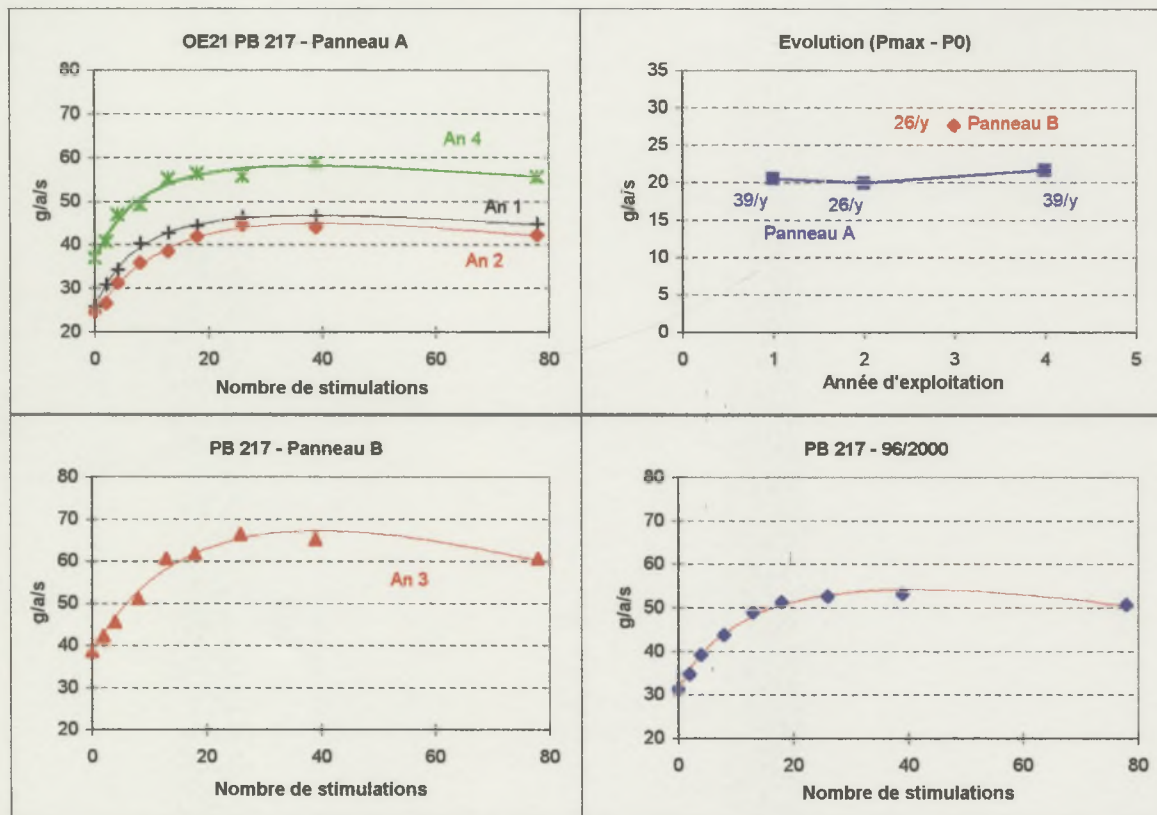 OE21 PB 217 - Panneau A
80
70
60
50
40
30
20
g/a/s
An 4
An 1
An 2
0
20
40
60
80
Nombre de stimulations
Evolution (Pmax - P0)
35
30
25
20
15
10
5
0
26/y
Panneau B
39/y
26/y
39/y
Panneau A
0
1
2
3
4
5
Année d'exploitation
PB 217 - Panneau B
80
70
60
50
40
30
20
g/a/s
An 3
0
20
40
60
80
Nombre de stimulations
PB 217 - 96/2000
80
70
60
50
40
30
20
g/a/s
0
20
40
60
80
Nombre de stimulations